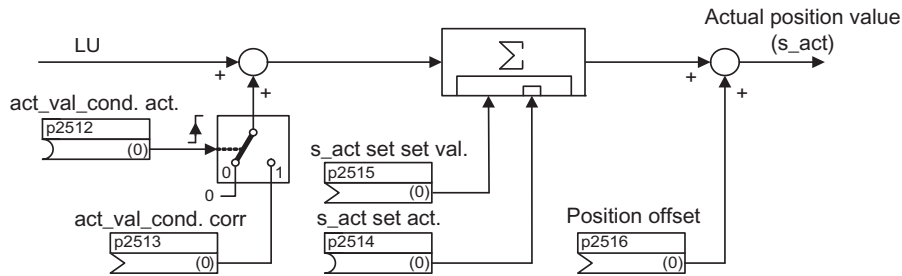 Actual position value
(s_act)
LU
+
+
Σ
+
+
act_val_cond. act.
p2512
(0)
0
1
0
s_act set set val.
p2515
(0)
act_val_cond. corr
p2513
(0)
s_act set act.
p2514
(0)
Position offset
p2516
(0)